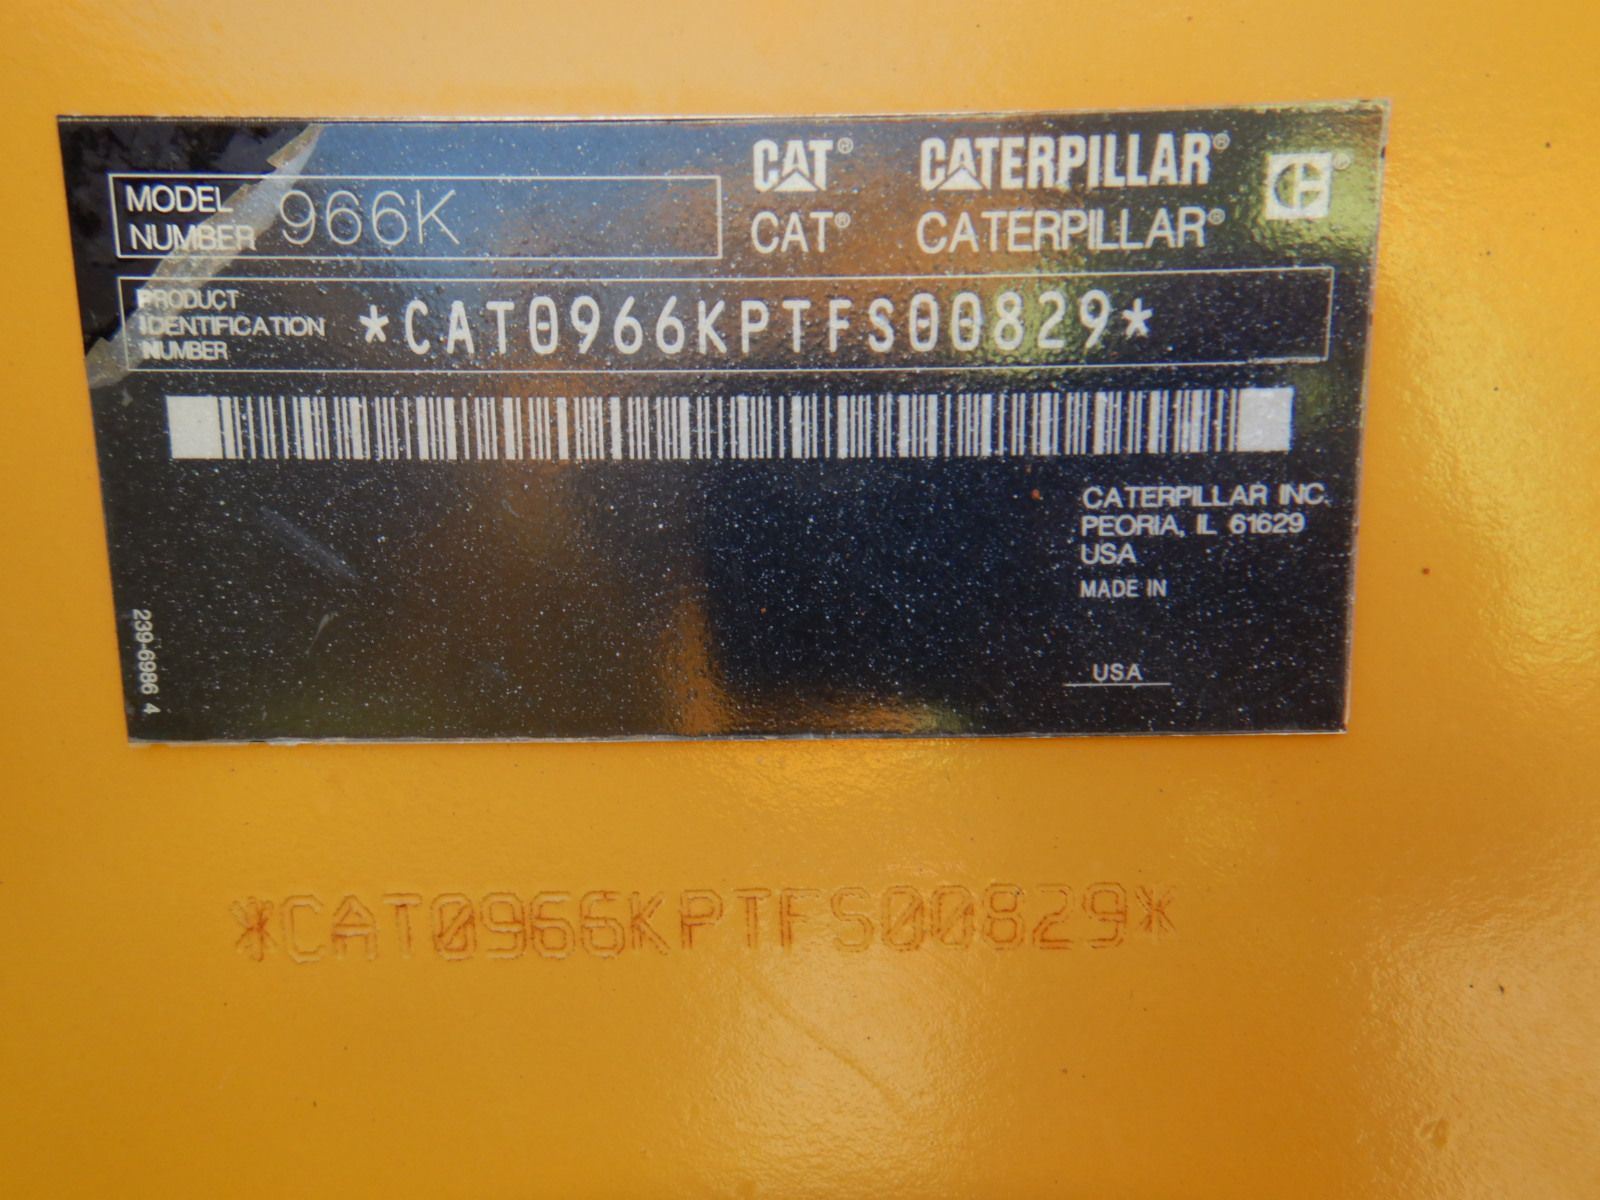 CAT® CATERPILLAR® ®
MODEL NUMBER 966K
CAT® CATERPILLAR®
PRODUCT IDENTIFICATION NUMBER *CAT0966KPTFS00829*
CATERPILLAR INC.
PEORIA, IL 61629
USA
MADE IN
USA
239-6986 4
*CAT0966KPTFS00829*